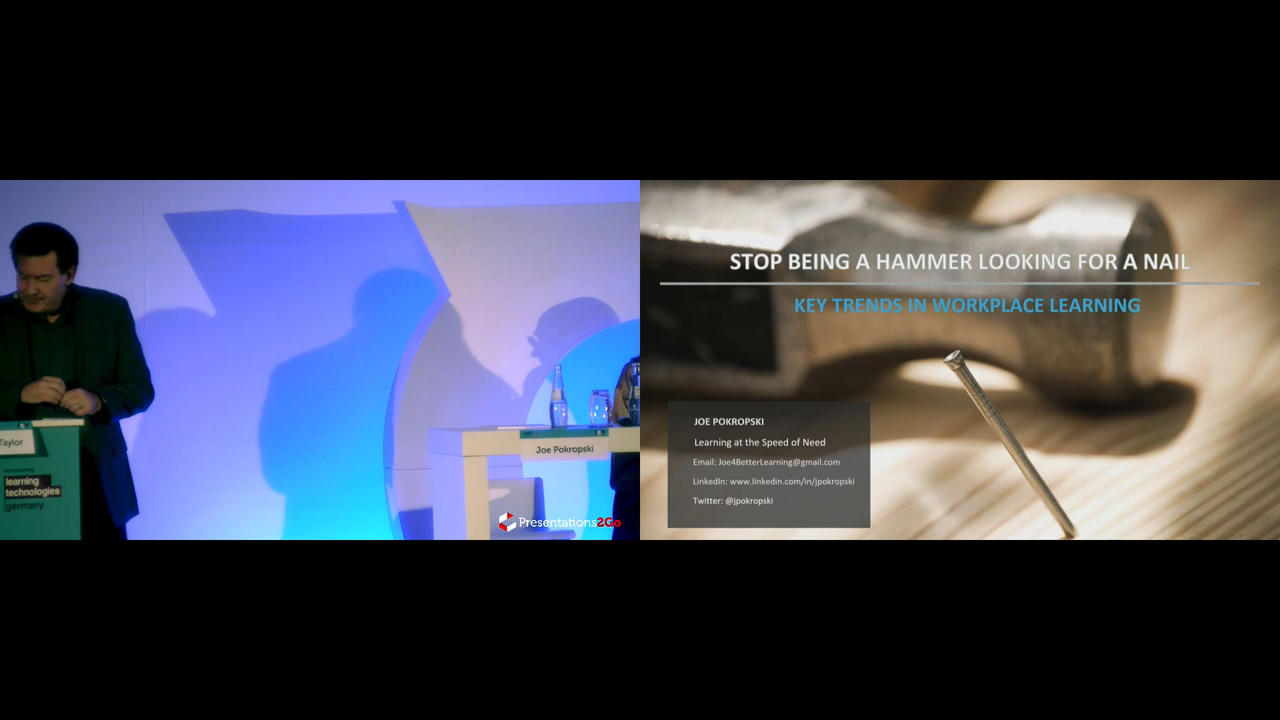 Taylor
learning
technologies
germany
Joe Pokropski
Presentations2Go
STOP BEING A HAMMER LOOKING FOR A NAIL
KEY TRENDS IN WORKPLACE LEARNING
JOE POKROPSKI
Learning at the Speed of Need
Email: Joe4BetterLearning@gmail.com
LinkedIn: www.linkedin.com/in/jpokropski
Twitter: @jpokropski